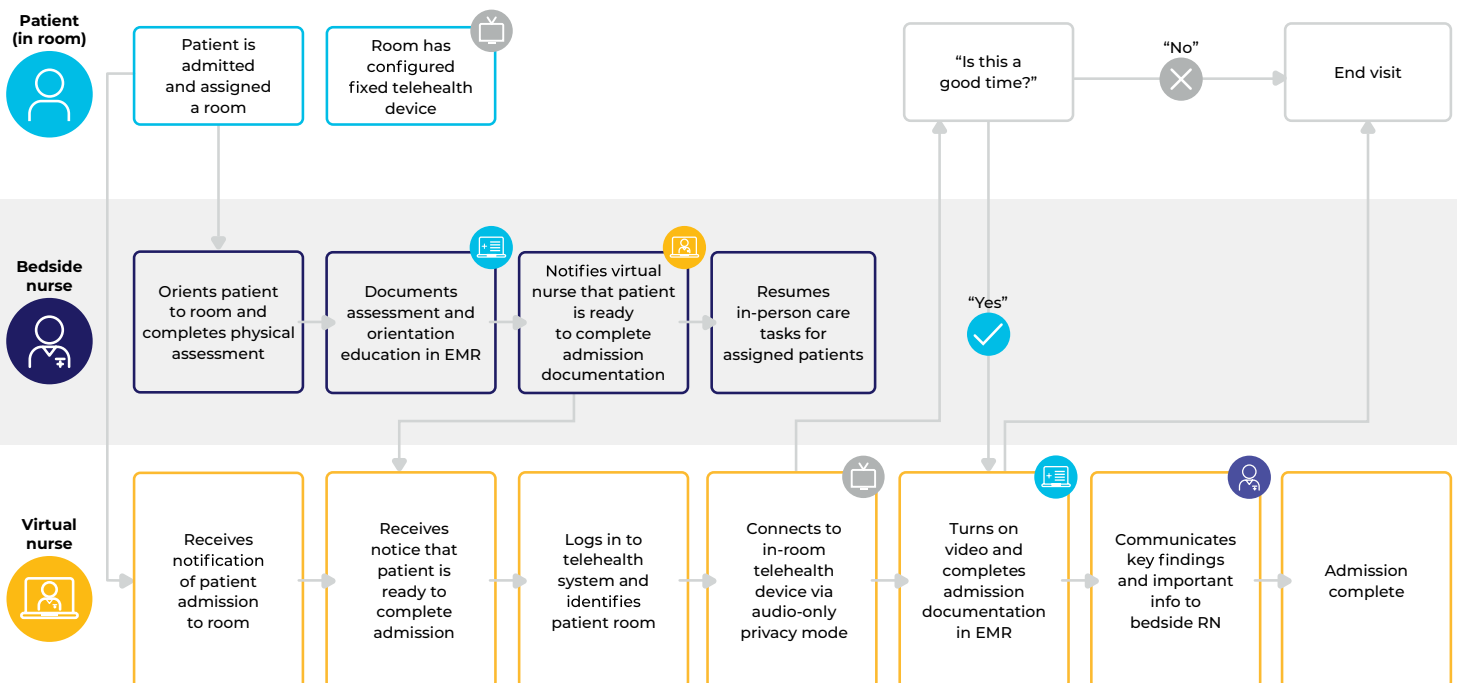 Patient
(in room)
Patient is
admitted
and assigned
a room
Room has
configured
fixed telehealth
device
“Is this a
good time?”
“No”
End visit
Bedside
nurse
Orients patient
to room and
completes physical
assessment
Documents
assessment and
orientation
education in EMR
Notifies virtual
nurse that patient
is ready
to complete
admission
documentation
Resumes
in-person care
tasks for
assigned patients
“Yes”
Virtual
nurse
Receives
notification
of patient
admission
to room
Receives
notice that
patient is
ready to
complete
admission
Logs in to
telehealth
system and
identifies
patient room
Connects to
in-room
telehealth
device via
audio-only
privacy mode
Turns on
video and
completes
admission
documentation
in EMR
Communicates
key findings
and important
info to
bedside RN
Admission
complete